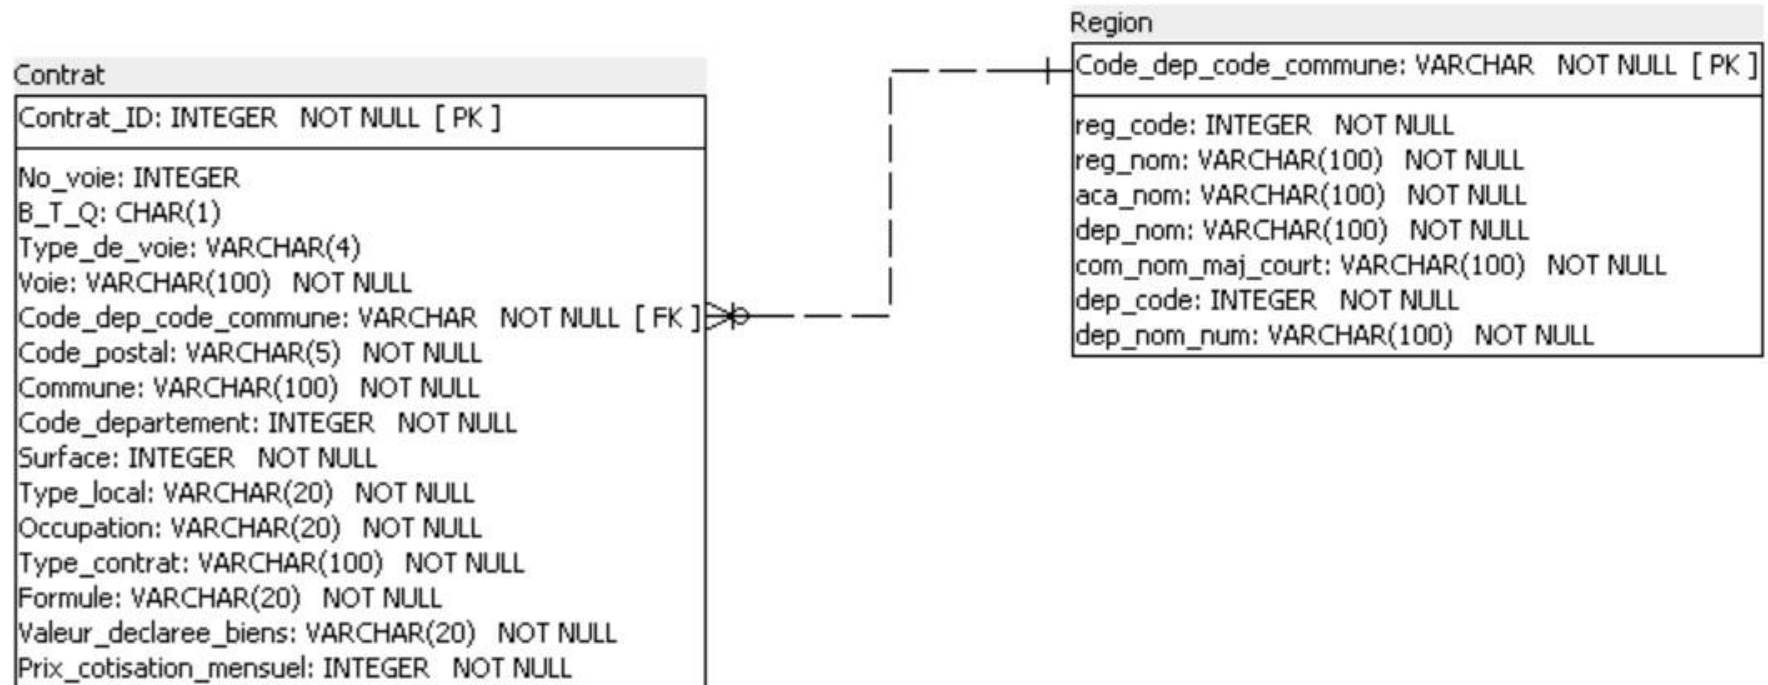 Contrat
Contrat_ID: INTEGER NOT NULL [ PK ]
No_voie: INTEGER
B_T_Q: CHAR(1)
Type_de_voie: VARCHAR(4)
Voie: VARCHAR(100) NOT NULL
Code_dep_code_commune: VARCHAR NOT NULL [ FK ]
Code_postal: VARCHAR(5) NOT NULL
Commune: VARCHAR(100) NOT NULL
Code_departement: INTEGER NOT NULL
Surface: INTEGER NOT NULL
Type_local: VARCHAR(20) NOT NULL
Occupation: VARCHAR(20) NOT NULL
Type_contrat: VARCHAR(100) NOT NULL
Formule: VARCHAR(20) NOT NULL
Valeur_declaree_biens: VARCHAR(20) NOT NULL
Prix_cotisation_mensuel: INTEGER NOT NULL
Region
Code_dep_code_commune: VARCHAR NOT NULL [ PK ]
reg_code: INTEGER NOT NULL
reg_nom: VARCHAR(100) NOT NULL
aca_nom: VARCHAR(100) NOT NULL
dep_nom: VARCHAR(100) NOT NULL
com_nom_maj_court: VARCHAR(100) NOT NULL
dep_code: INTEGER NOT NULL
dep_nom_num: VARCHAR(100) NOT NULL